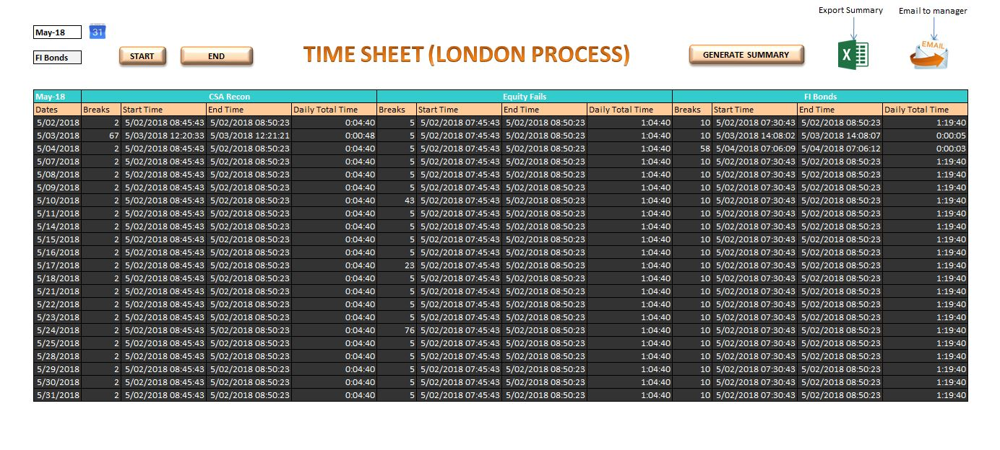 Export Summary Email to manager
May-18 31
FI Bonds START END TIME SHEET (LONDON PROCESS) GENERATE SUMMARY X EMAIL
May-18 CSA Recon Equity Fails FI Bonds
Dates Breaks Start Time End Time Daily Total Time Breaks Start Time End Time Daily Total Time Breaks Start Time End Time Daily Total Time
5/02/2018 2 5/02/2018 08:45:43 5/02/2018 08:50:23 0:04:40 5 5/02/2018 07:45:43 5/02/2018 08:50:23 1:04:40 10 5/02/2018 07:30:43 5/02/2018 08:50:23 1:19:40
5/03/2018 67 5/03/2018 12:20:33 5/03/2018 12:21:21 0:00:48 5 5/02/2018 07:45:43 5/02/2018 08:50:23 1:04:40 10 5/03/2018 14:08:02 5/03/2018 14:08:07 0:00:05
5/04/2018 2 5/02/2018 08:45:43 5/02/2018 08:50:23 0:04:40 5 5/02/2018 07:45:43 5/02/2018 08:50:23 1:04:40 58 5/04/2018 07:06:09 5/04/2018 07:06:12 0:00:03
5/07/2018 2 5/02/2018 08:45:43 5/02/2018 08:50:23 0:04:40 5 5/02/2018 07:45:43 5/02/2018 08:50:23 1:04:40 10 5/02/2018 07:30:43 5/02/2018 08:50:23 1:19:40
5/08/2018 2 5/02/2018 08:45:43 5/02/2018 08:50:23 0:04:40 5 5/02/2018 07:45:43 5/02/2018 08:50:23 1:04:40 10 5/02/2018 07:30:43 5/02/2018 08:50:23 1:19:40
5/09/2018 2 5/02/2018 08:45:43 5/02/2018 08:50:23 0:04:40 5 5/02/2018 07:45:43 5/02/2018 08:50:23 1:04:40 10 5/02/2018 07:30:43 5/02/2018 08:50:23 1:19:40
5/10/2018 2 5/02/2018 08:45:43 5/02/2018 08:50:23 0:04:40 43 5/02/2018 07:45:43 5/02/2018 08:50:23 1:04:40 10 5/02/2018 07:30:43 5/02/2018 08:50:23 1:19:40
5/11/2018 2 5/02/2018 08:45:43 5/02/2018 08:50:23 0:04:40 5 5/02/2018 07:45:43 5/02/2018 08:50:23 1:04:40 10 5/02/2018 07:30:43 5/02/2018 08:50:23 1:19:40
5/14/2018 2 5/02/2018 08:45:43 5/02/2018 08:50:23 0:04:40 5 5/02/2018 07:45:43 5/02/2018 08:50:23 1:04:40 10 5/02/2018 07:30:43 5/02/2018 08:50:23 1:19:40
5/15/2018 2 5/02/2018 08:45:43 5/02/2018 08:50:23 0:04:40 5 5/02/2018 07:45:43 5/02/2018 08:50:23 1:04:40 10 5/02/2018 07:30:43 5/02/2018 08:50:23 1:19:40
5/16/2018 2 5/02/2018 08:45:43 5/02/2018 08:50:23 0:04:40 5 5/02/2018 07:45:43 5/02/2018 08:50:23 1:04:40 10 5/02/2018 07:30:43 5/02/2018 08:50:23 1:19:40
5/17/2018 2 5/02/2018 08:45:43 5/02/2018 08:50:23 0:04:40 23 5/02/2018 07:45:43 5/02/2018 08:50:23 1:04:40 10 5/02/2018 07:30:43 5/02/2018 08:50:23 1:19:40
5/18/2018 2 5/02/2018 08:45:43 5/02/2018 08:50:23 0:04:40 5 5/02/2018 07:45:43 5/02/2018 08:50:23 1:04:40 10 5/02/2018 07:30:43 5/02/2018 08:50:23 1:19:40
5/21/2018 2 5/02/2018 08:45:43 5/02/2018 08:50:23 0:04:40 5 5/02/2018 07:45:43 5/02/2018 08:50:23 1:04:40 10 5/02/2018 07:30:43 5/02/2018 08:50:23 1:19:40
5/22/2018 2 5/02/2018 08:45:43 5/02/2018 08:50:23 0:04:40 5 5/02/2018 07:45:43 5/02/2018 08:50:23 1:04:40 10 5/02/2018 07:30:43 5/02/2018 08:50:23 1:19:40
5/23/2018 2 5/02/2018 08:45:43 5/02/2018 08:50:23 0:04:40 5 5/02/2018 07:45:43 5/02/2018 08:50:23 1:04:40 10 5/02/2018 07:30:43 5/02/2018 08:50:23 1:19:40
5/24/2018 2 5/02/2018 08:45:43 5/02/2018 08:50:23 0:04:40 76 5/02/2018 07:45:43 5/02/2018 08:50:23 1:04:40 10 5/02/2018 07:30:43 5/02/2018 08:50:23 1:19:40
5/25/2018 2 5/02/2018 08:45:43 5/02/2018 08:50:23 0:04:40 5 5/02/2018 07:45:43 5/02/2018 08:50:23 1:04:40 10 5/02/2018 07:30:43 5/02/2018 08:50:23 1:19:40
5/28/2018 2 5/02/2018 08:45:43 5/02/2018 08:50:23 0:04:40 5 5/02/2018 07:45:43 5/02/2018 08:50:23 1:04:40 10 5/02/2018 07:30:43 5/02/2018 08:50:23 1:19:40
5/29/2018 2 5/02/2018 08:45:43 5/02/2018 08:50:23 0:04:40 5 5/02/2018 07:45:43 5/02/2018 08:50:23 1:04:40 10 5/02/2018 07:30:43 5/02/2018 08:50:23 1:19:40
5/30/2018 2 5/02/2018 08:45:43 5/02/2018 08:50:23 0:04:40 5 5/02/2018 07:45:43 5/02/2018 08:50:23 1:04:40 10 5/02/2018 07:30:43 5/02/2018 08:50:23 1:19:40
5/31/2018 2 5/02/2018 08:45:43 5/02/2018 08:50:23 0:04:40 5 5/02/2018 07:45:43 5/02/2018 08:50:23 1:04:40 10 5/02/2018 07:30:43 5/02/2018 08:50:23 1:19:40